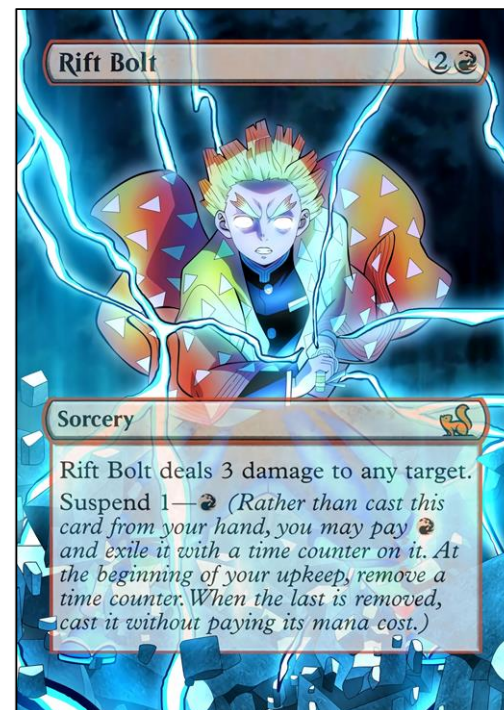 Rift Bolt 2
Sorcery
Rift Bolt deals 3 damage to any target.
Suspend 1— (Rather than cast this
card from your hand, you may pay
and exile it with a time counter on it. At
the beginning of your upkeep, remove a
time counter. When the last is removed,
cast it without paying its mana cost.)